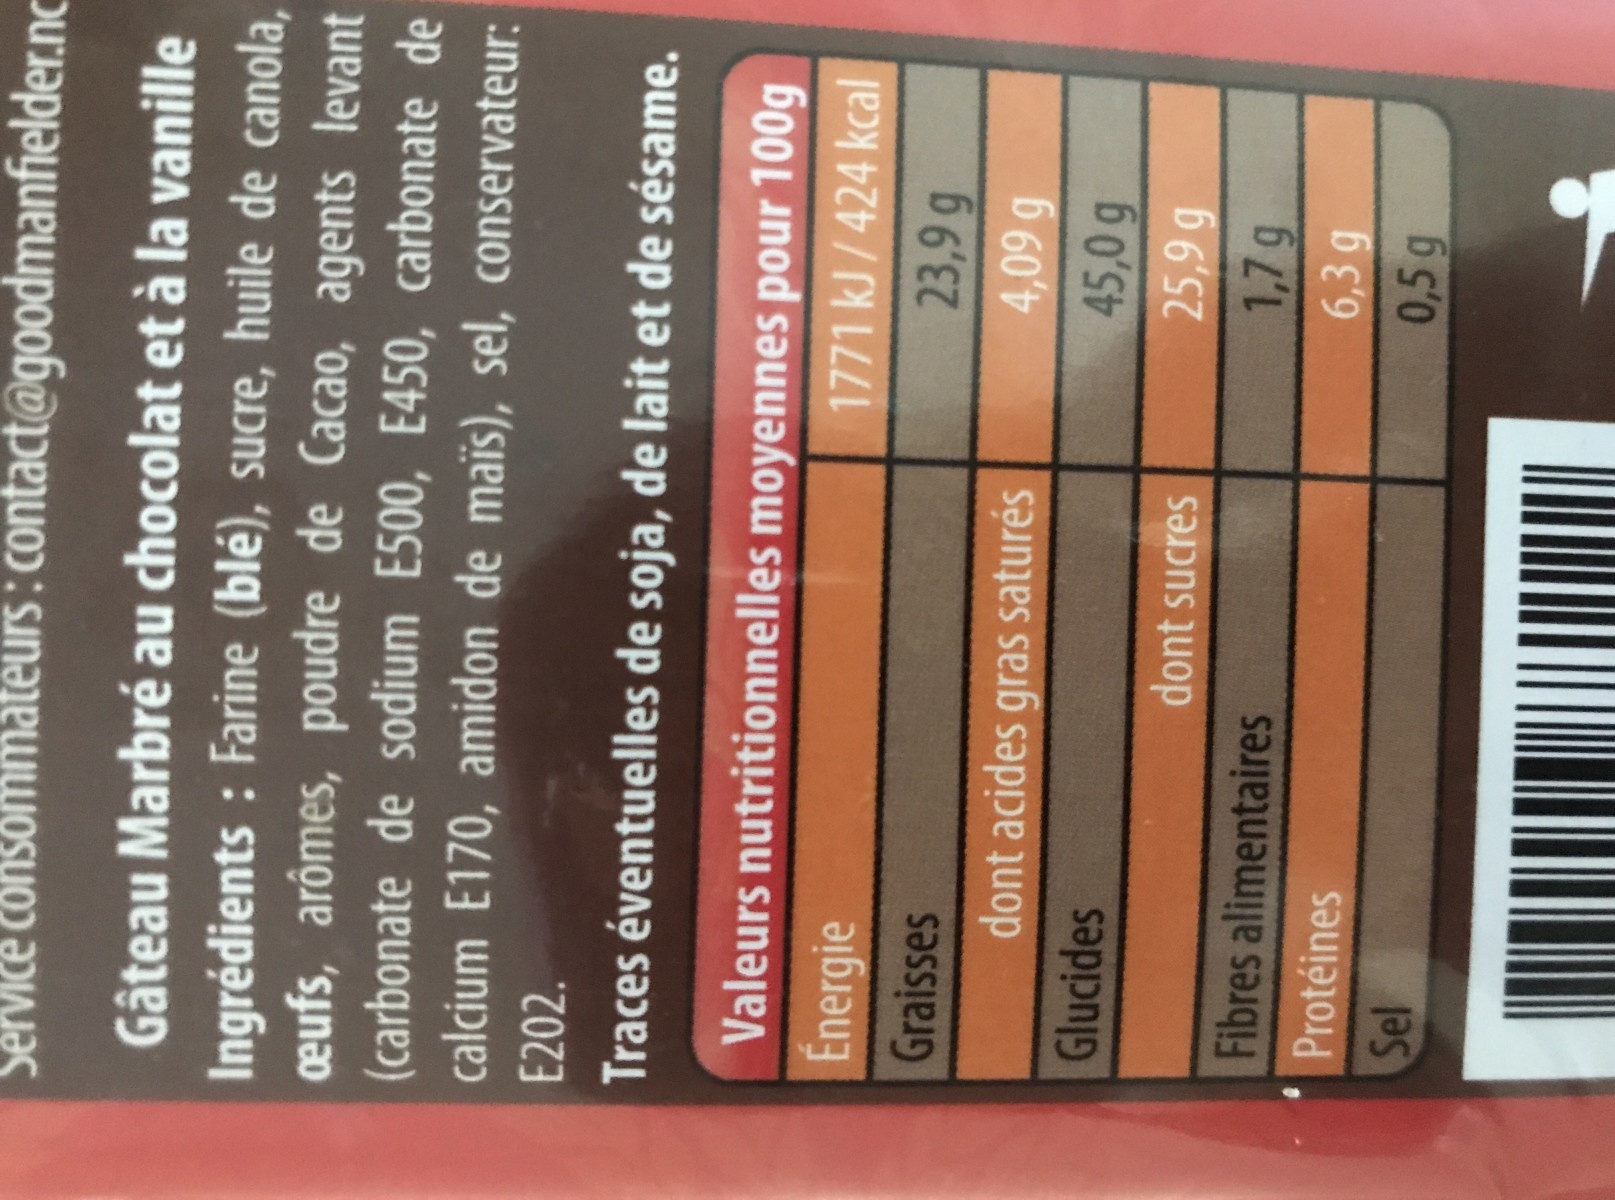 Service consommateurs : contact@goodmanfielder.nc
Gâteau Marbré au chocolat et à la vanille
Ingrédients : Farine (blé), sucre, huile de canola,
œufs, arômes, poudre de Cacao, agents levant
(carbonate de sodium E500, E450, carbonate de
calcium E170, amidon de maïs), sel, conservateur:
E202.
Traces éventuelles de soja, de lait et de sésame.
Valeurs nutritionnelles moyennes pour 100g
Énergie 1771 kJ / 424 kcal
Graisses 23,9 g
dont acides gras saturés 4,09 g
Glucides 45,0 g
dont sucres 25,9 g
Fibres alimentaires 1,7 g
Protéines 6,3 g
Sel 0,5 g